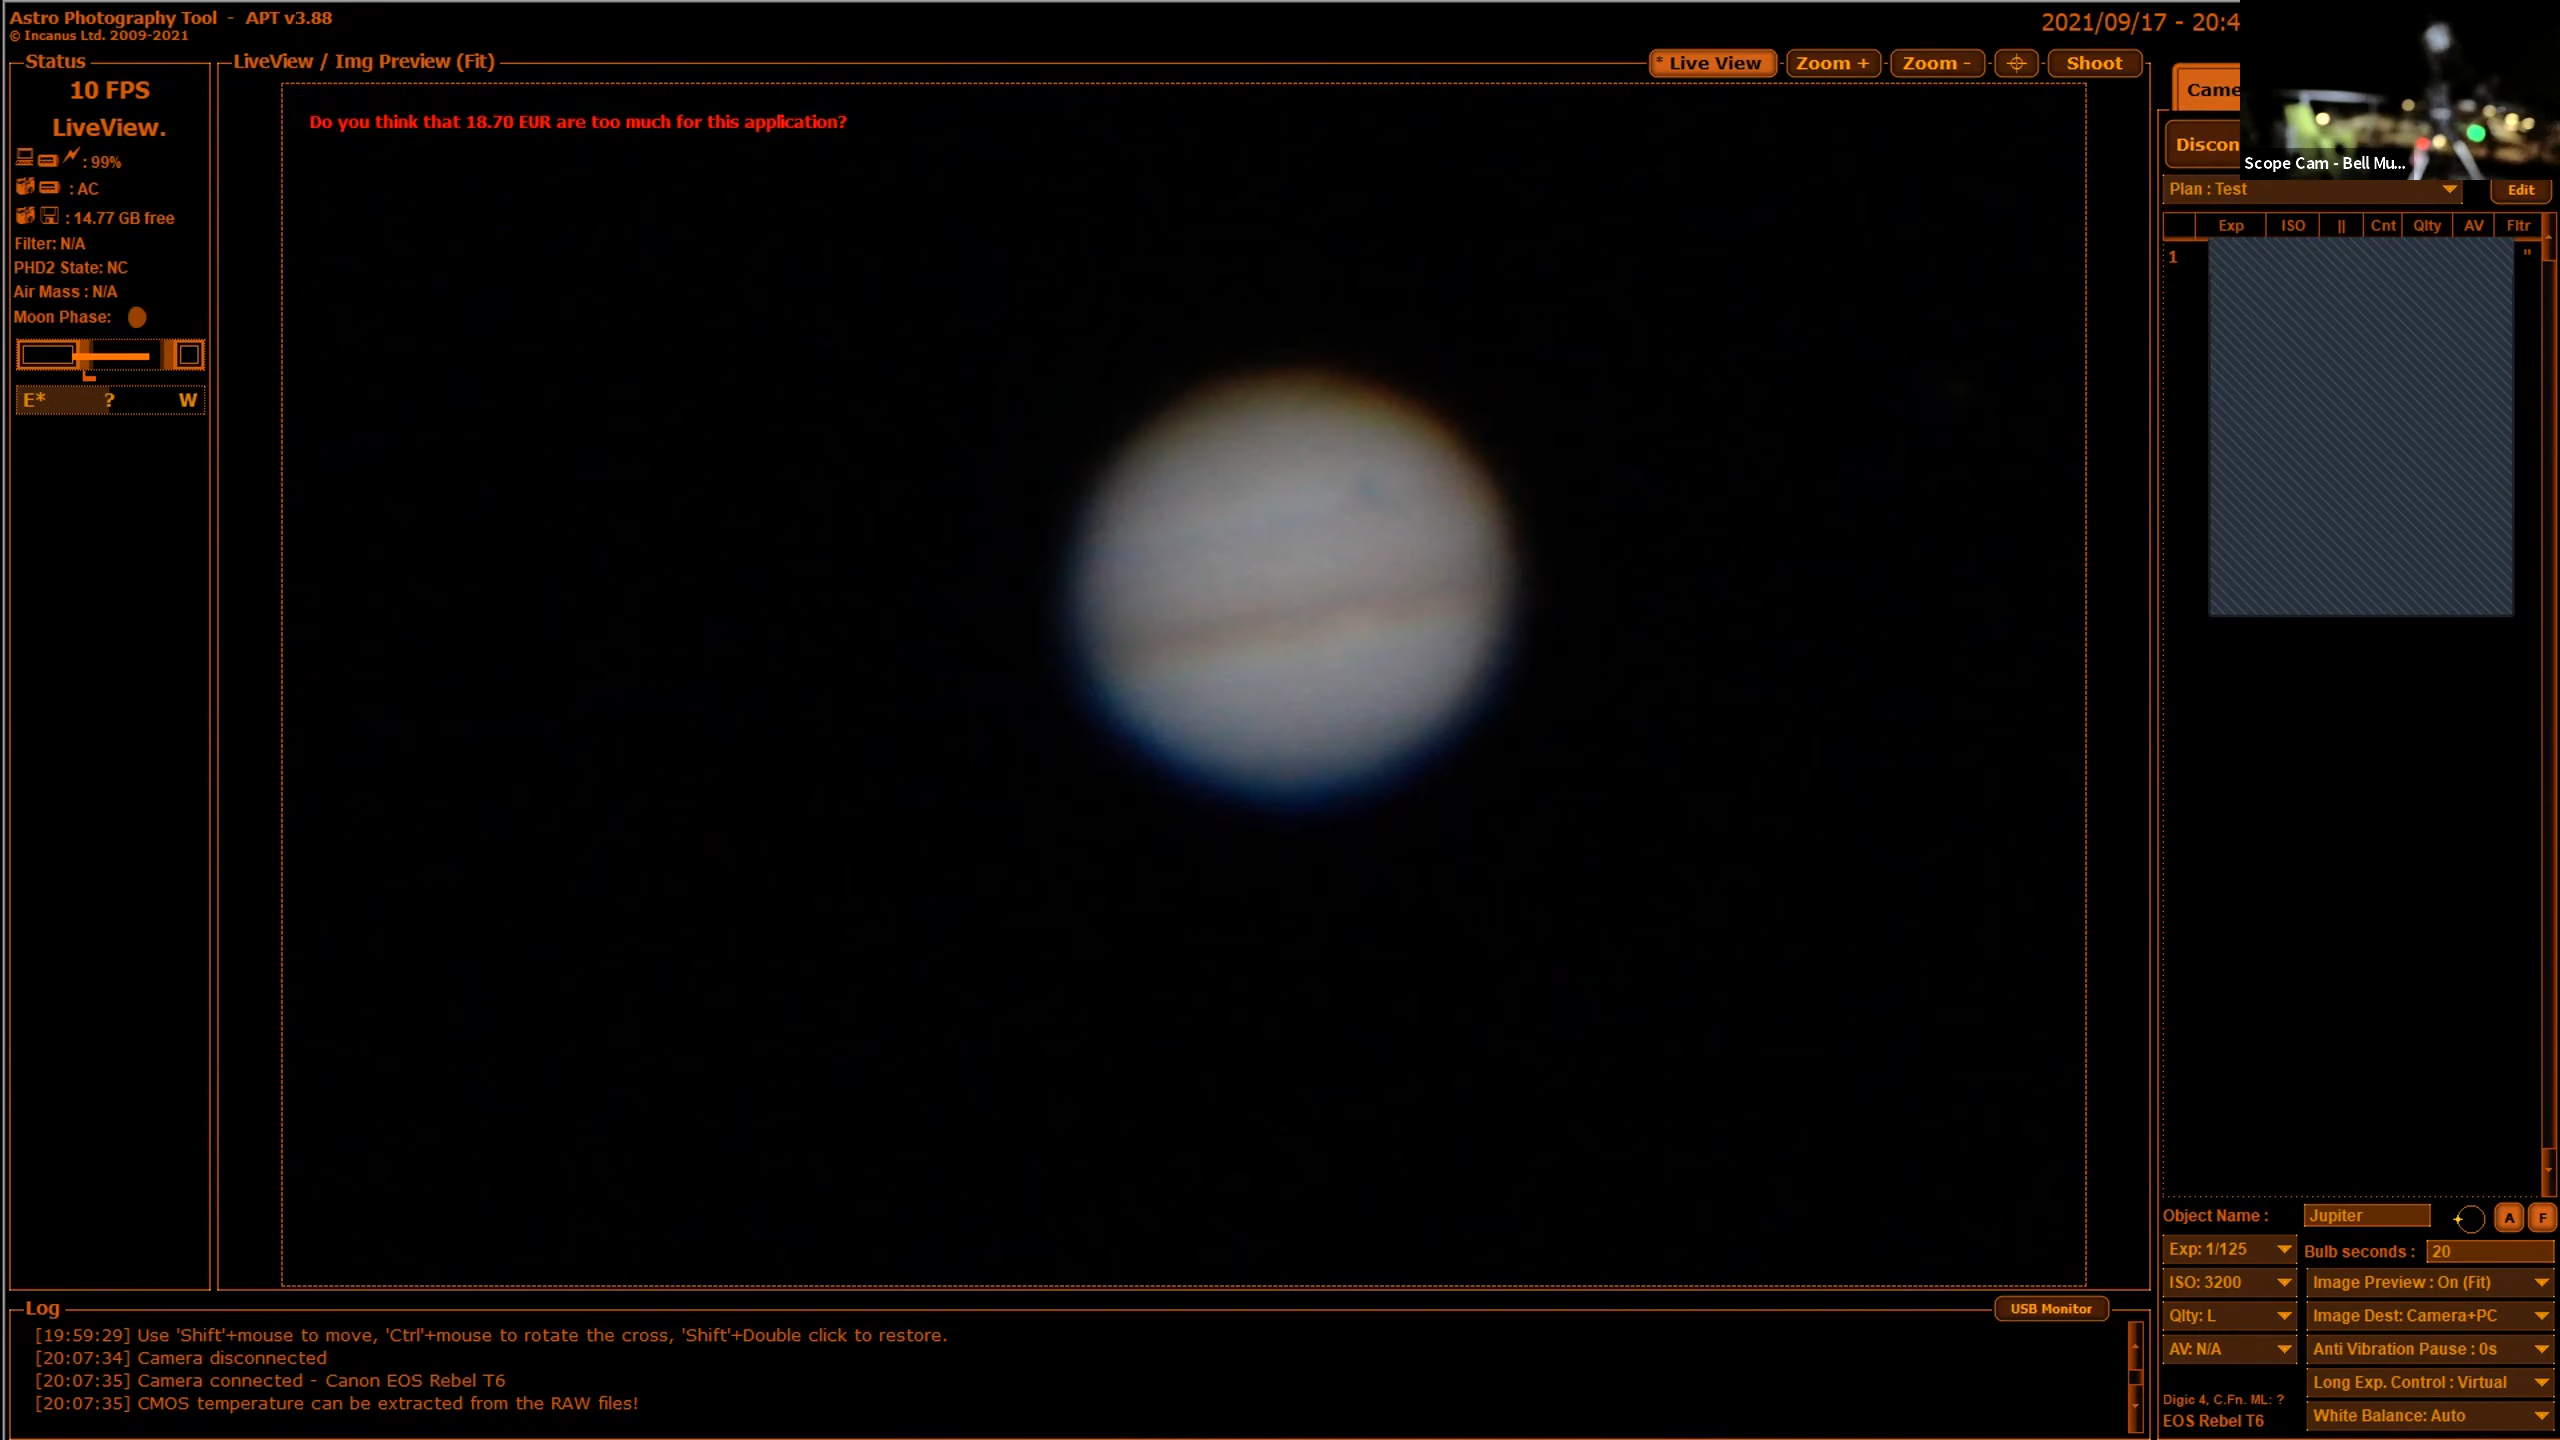 Astro Photography Tool - APT v3.88
© Incanus Ltd. 2009-2021
2021/09/17 - 20:4
Status
10 FPS
LiveView.
: 99%
: AC
: 14.77 GB free
Filter: N/A
PHD2 State: NC
Air Mass : N/A
Moon Phase:
E* ? W
LiveView / Img Preview (Fit)
* Live View
Zoom +
Zoom -
Shoot
Do you think that 18.70 EUR are too much for this application?
Came
Discon
Scope Cam - Bell Mu...
Plan : Test
Edit
Exp ISO || Cnt Qlty AV Fltr
1 "
Object Name : Jupiter A F
Exp: 1/125 Bulb seconds : 20
ISO: 3200 Image Preview : On (Fit)
Qlty: L Image Dest: Camera+PC
AV: N/A Anti Vibration Pause : 0s
Long Exp. Control : Virtual
Digic 4, C.Fn. ML: ?
EOS Rebel T6 White Balance: Auto
Log
USB Monitor
[19:59:29] Use 'Shift'+mouse to move, 'Ctrl'+mouse to rotate the cross, 'Shift'+Double click to restore.
[20:07:34] Camera disconnected
[20:07:35] Camera connected - Canon EOS Rebel T6
[20:07:35] CMOS temperature can be extracted from the RAW files!